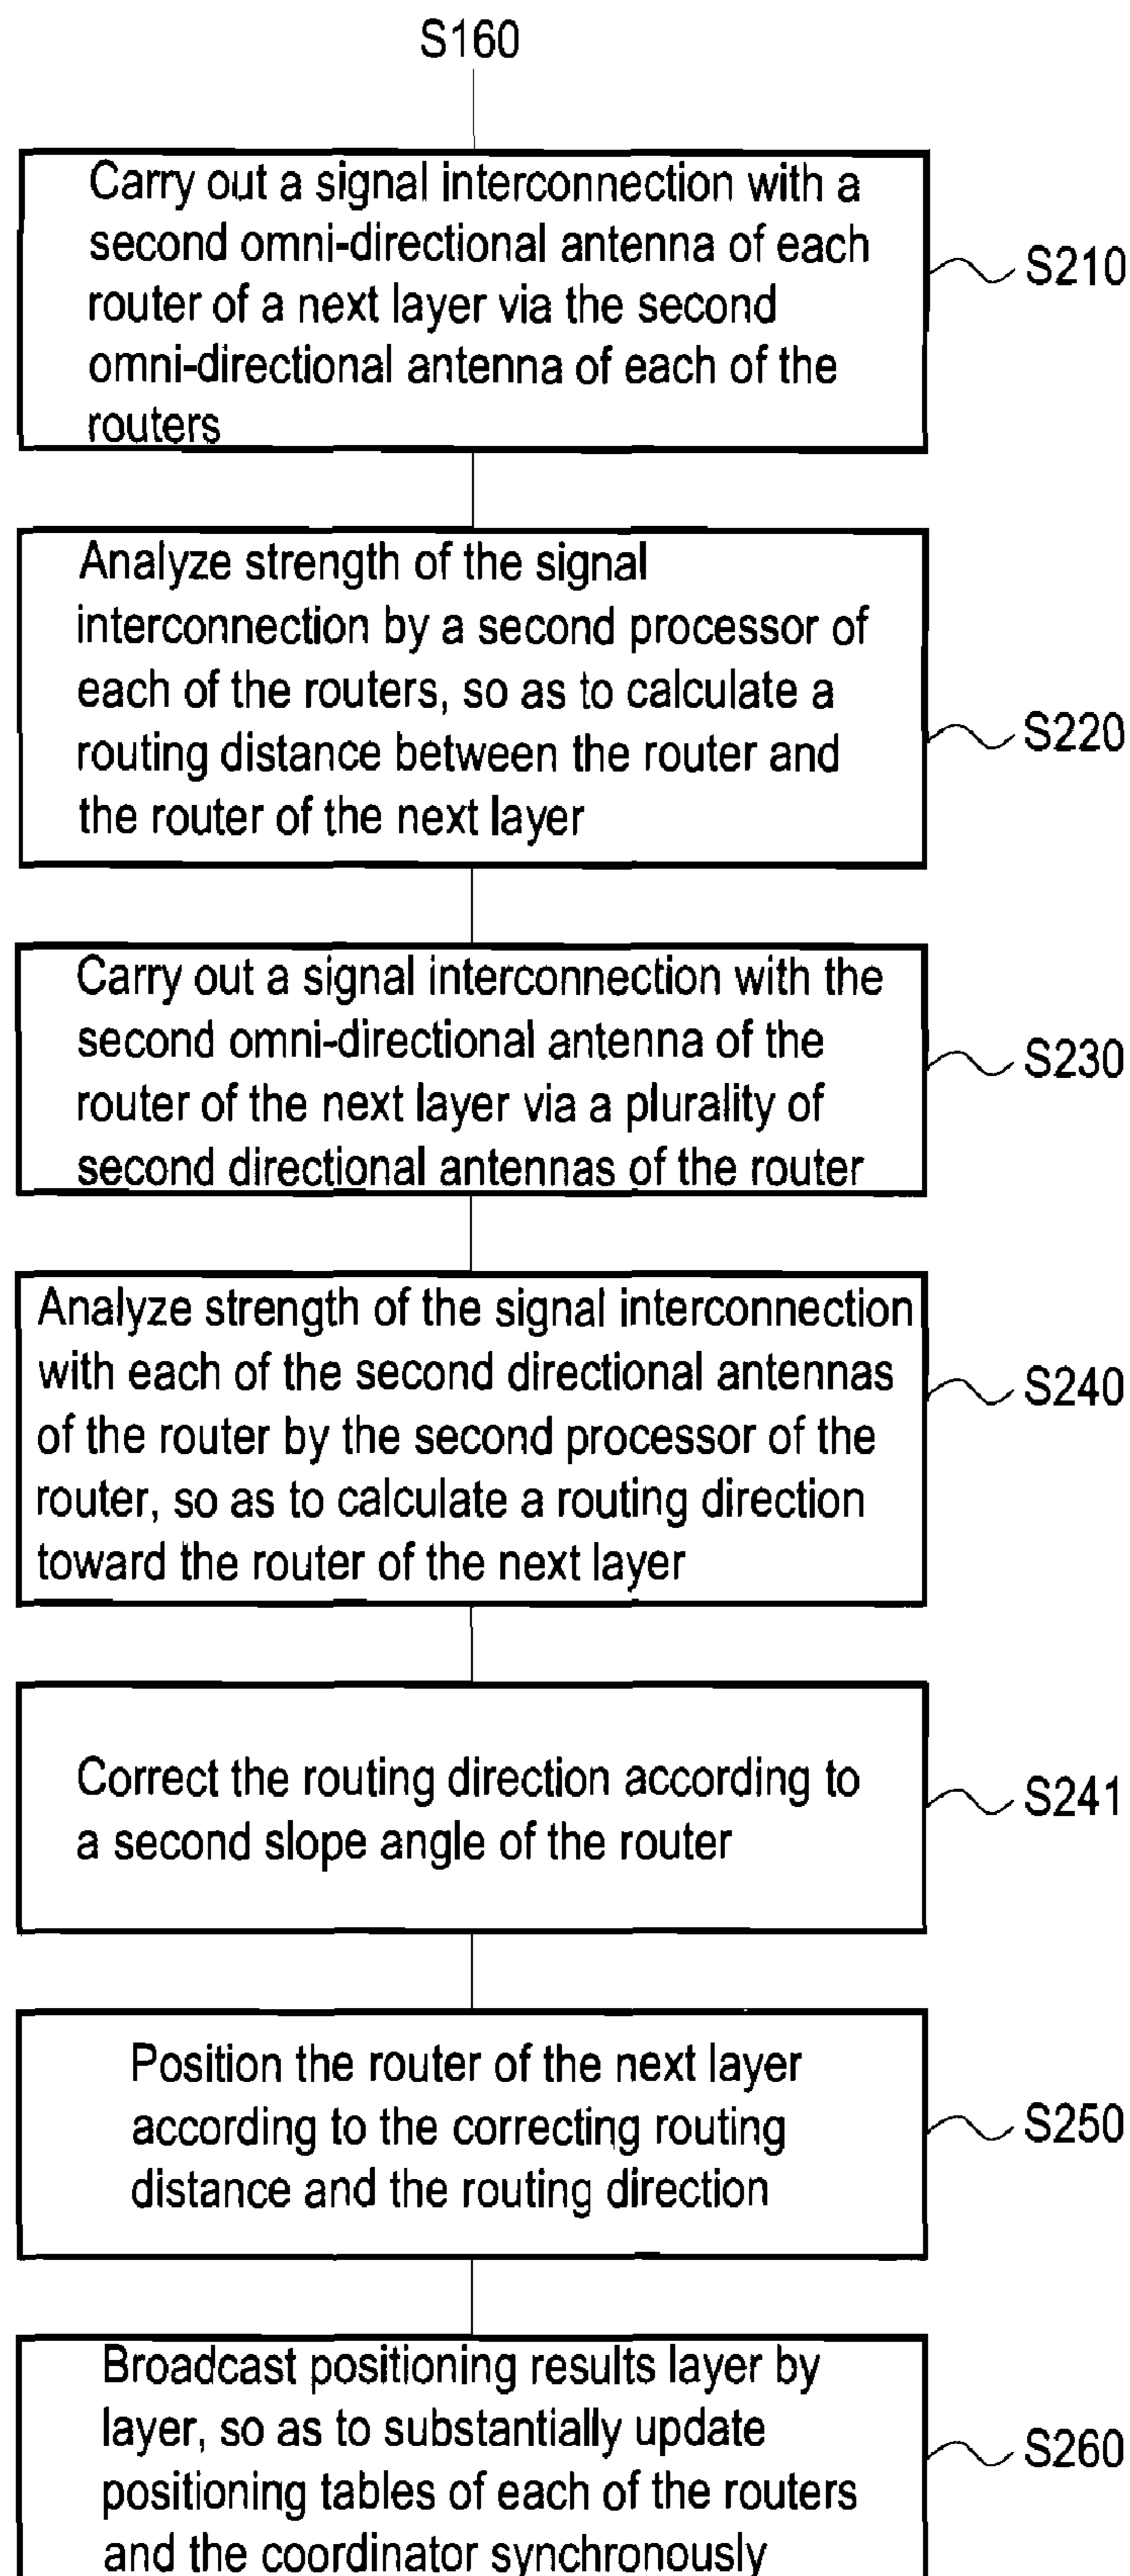 S160
Carry out a signal interconnection with a
second omni-directional antenna of each
router of a next layer via the second
omni-directional antenna of each of the
routers
S210
Analyze strength of the signal
interconnection by a second processor of
each of the routers, so as to calculate a
routing distance between the router and
the router of the next layer
S220
Carry out a signal interconnection with the
second omni-directional antenna of the
router of the next layer via a plurality of
second directional antennas of the router
S230
Analyze strength of the signal interconnection
with each of the second directional antennas
of the router by the second processor of the
router, so as to calculate a routing direction
toward the router of the next layer
S240
Correct the routing direction according to
a second slope angle of the router
S241
Position the router of the next layer
according to the correcting routing
distance and the routing direction
S250
Broadcast positioning results layer by
layer, so as to substantially update
positioning tables of each of the routers
and the coordinator synchronously
S260